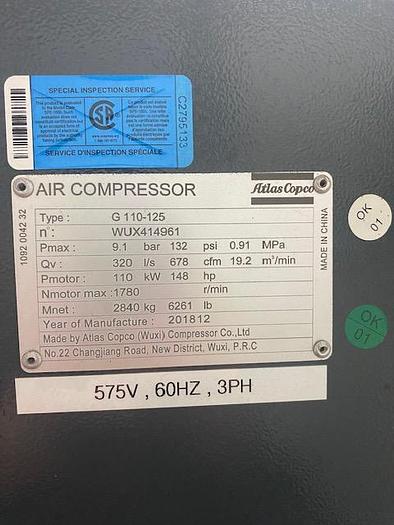 SPECIAL INSPECTION SERVICE
SERVICE D'INSPECTION SPÉCIALE
C2795133
AIR COMPRESSOR Atlas Copco
Type : G 110-125
n° : WUX414961
Pmax : 9.1 bar 132 psi 0.91 MPa
Qv : 320 l/s 678 cfm 19.2 m³/min
Pmotor : 110 kW 148 hp
Nmotor max : 1780 r/min
Mnet : 2840 kg 6261 lb
Year of Manufacture : 201812
Made by Atlas Copco (Wuxi) Compressor Co.,Ltd
No.22 Changjiang Road, New District, Wuxi, P.R.C
1092 0042 32
MADE IN CHINA
OK
01
OK
01
575V , 60HZ , 3PH